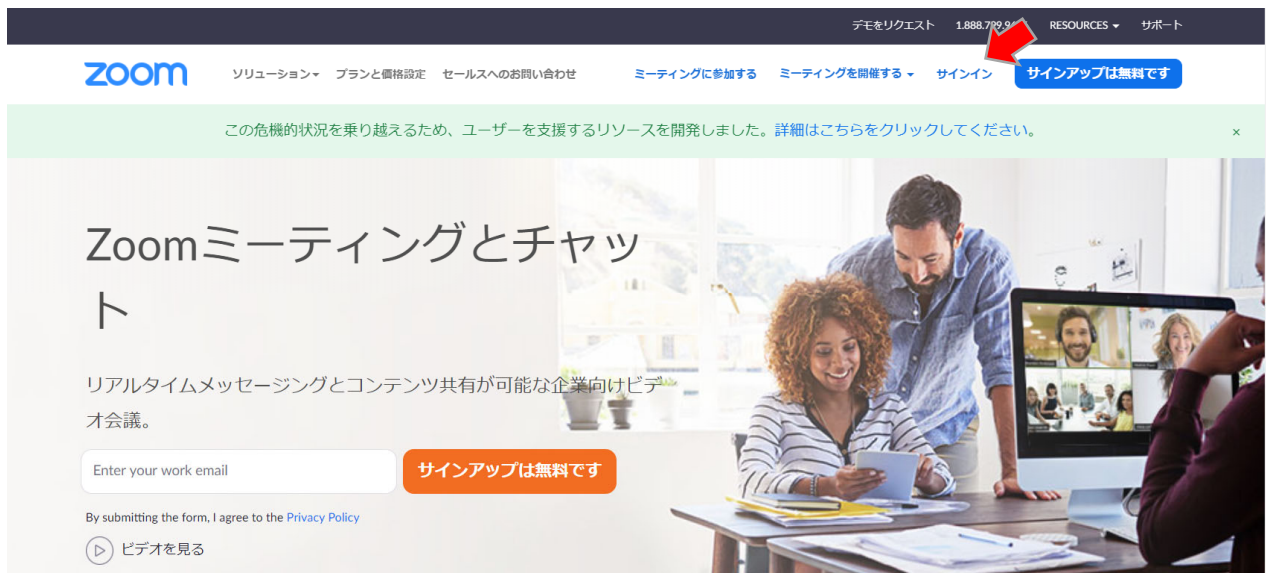 デモをリクエスト 1.888.799.9 RESOURCES サポート
zoom ソリューション プランと価格設定 セールスへのお問い合わせ ミーティングに参加する ミーティングを開催する サインイン サインアップは無料です
この危機的状況を乗り越えるため、ユーザーを支援するリソースを開発しました。詳細はこちらをクリックしてください。 ×
Zoomミーティングとチャッ
ト
リアルタイムメッセージングとコンテンツ共有が可能な企業向けビデ
オ会議。
Enter your work email サインアップは無料です
By submitting the form, I agree to the Privacy Policy
ビデオを見る